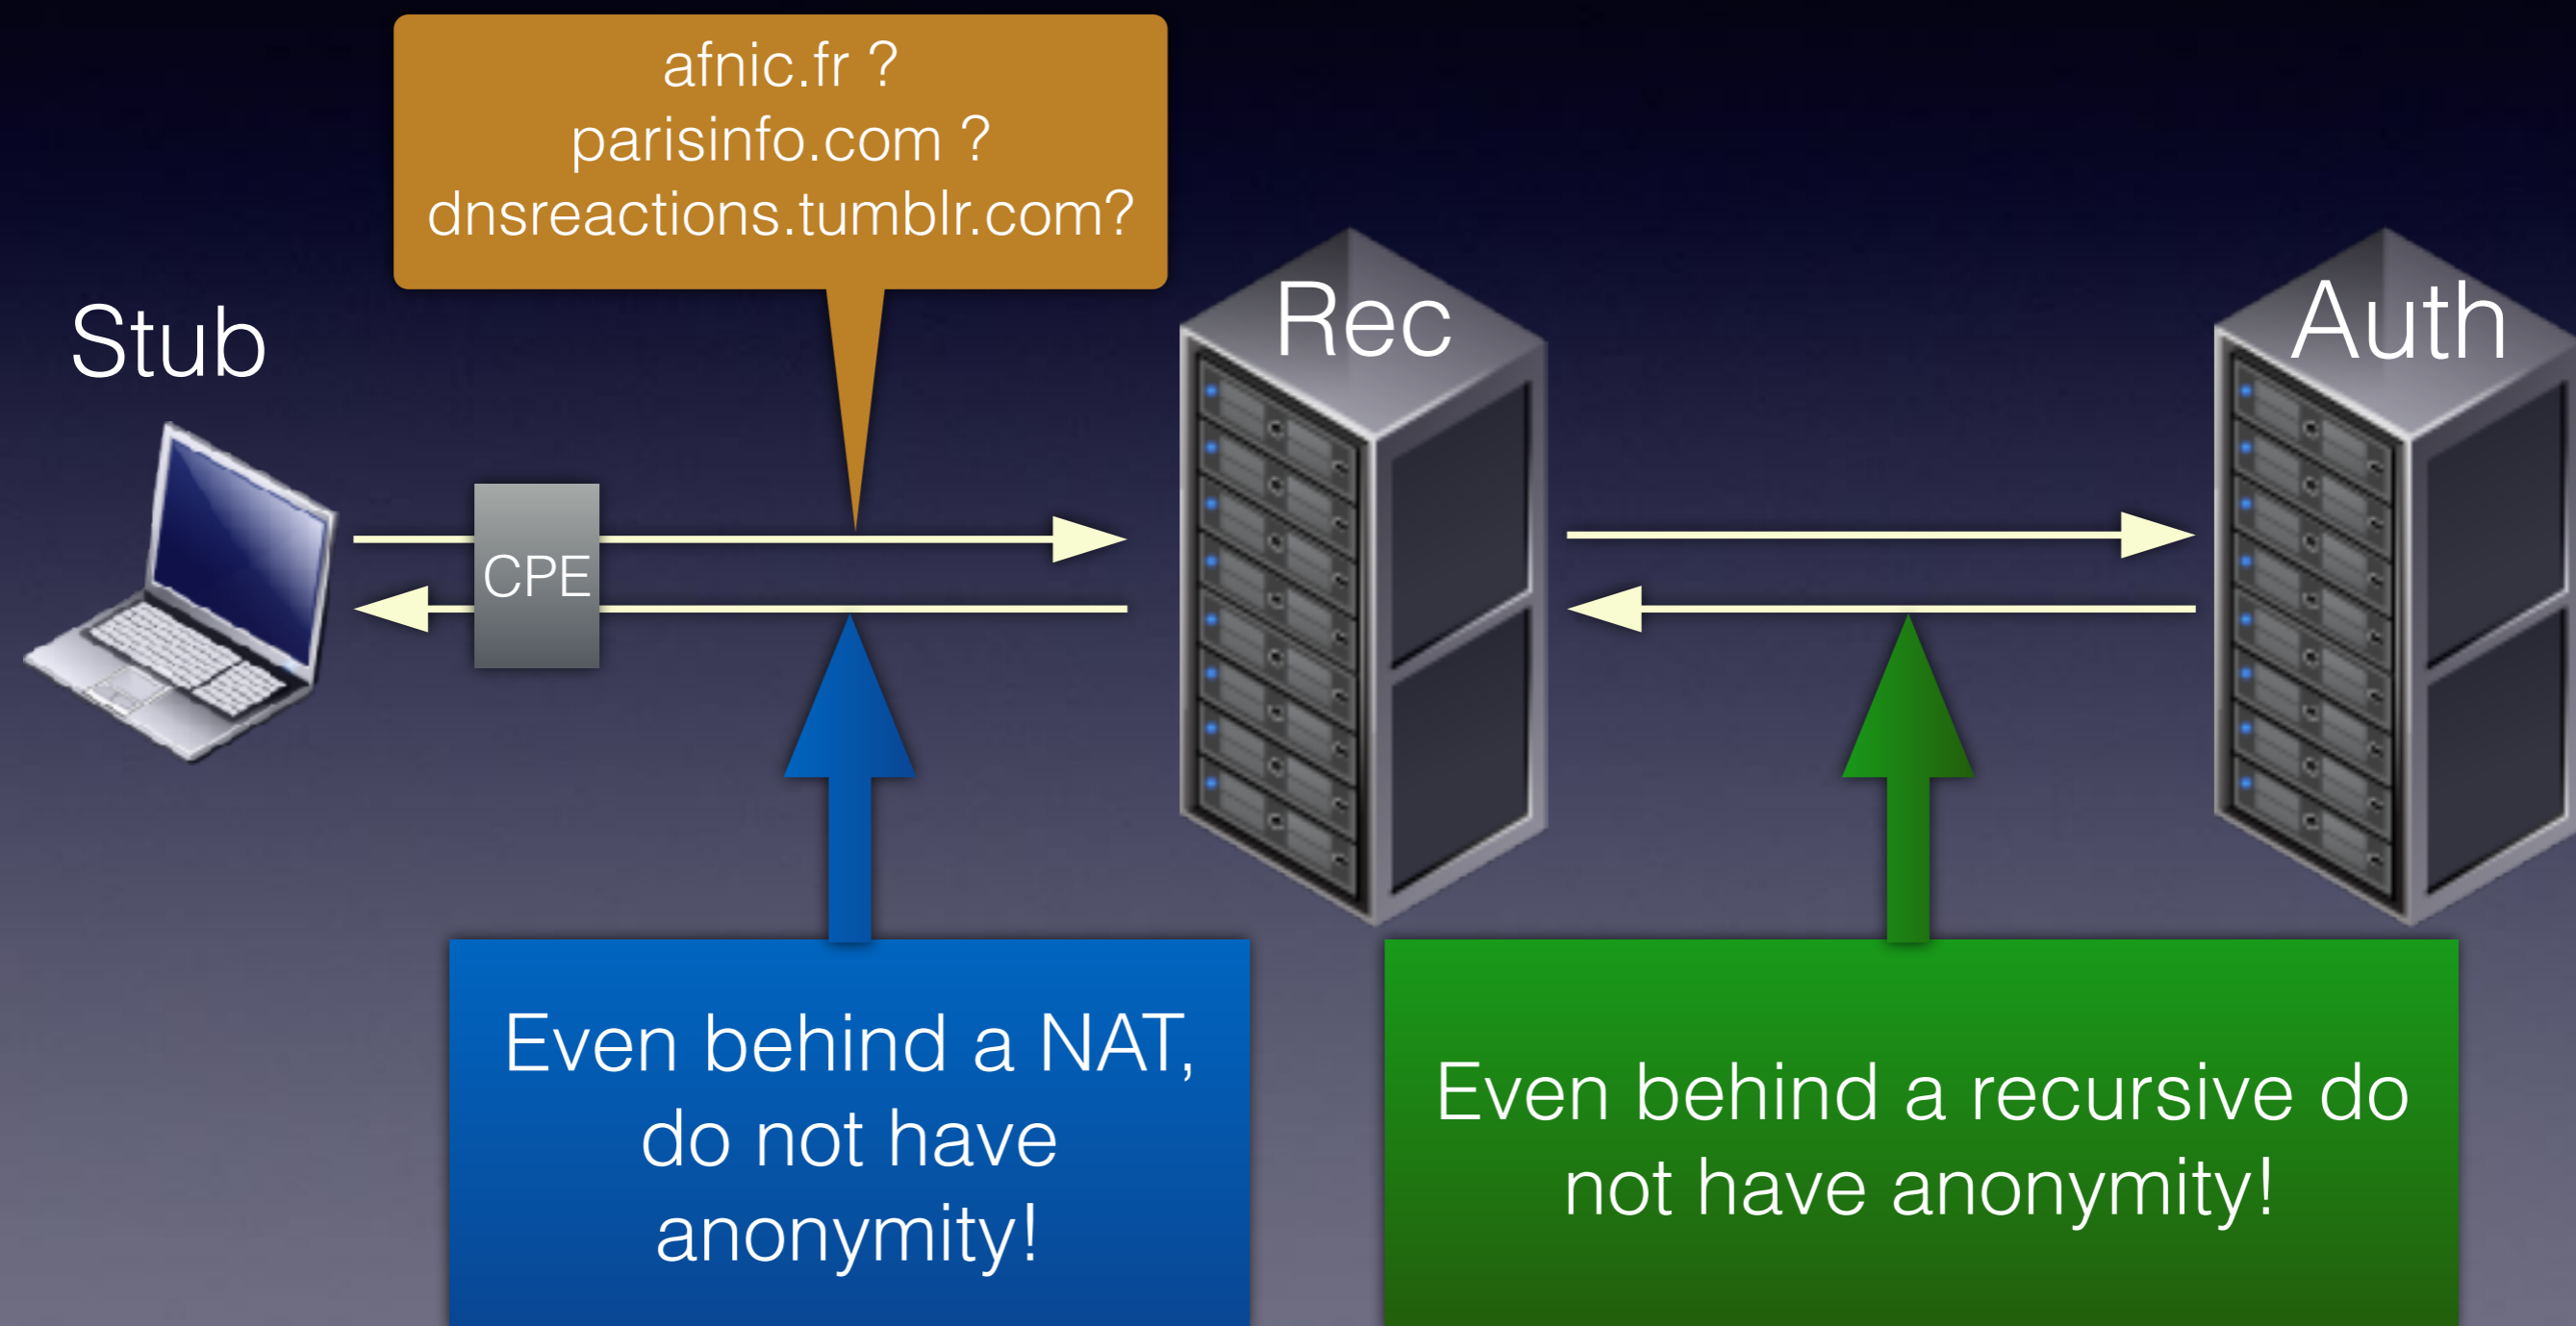 afnic.fr ?
parisinfo.com ?
dnsreactions.tumblr.com?
Stub
Rec
Auth
CPE
Even behind a NAT,
do not have
anonymity!
Even behind a recursive do
not have anonymity!